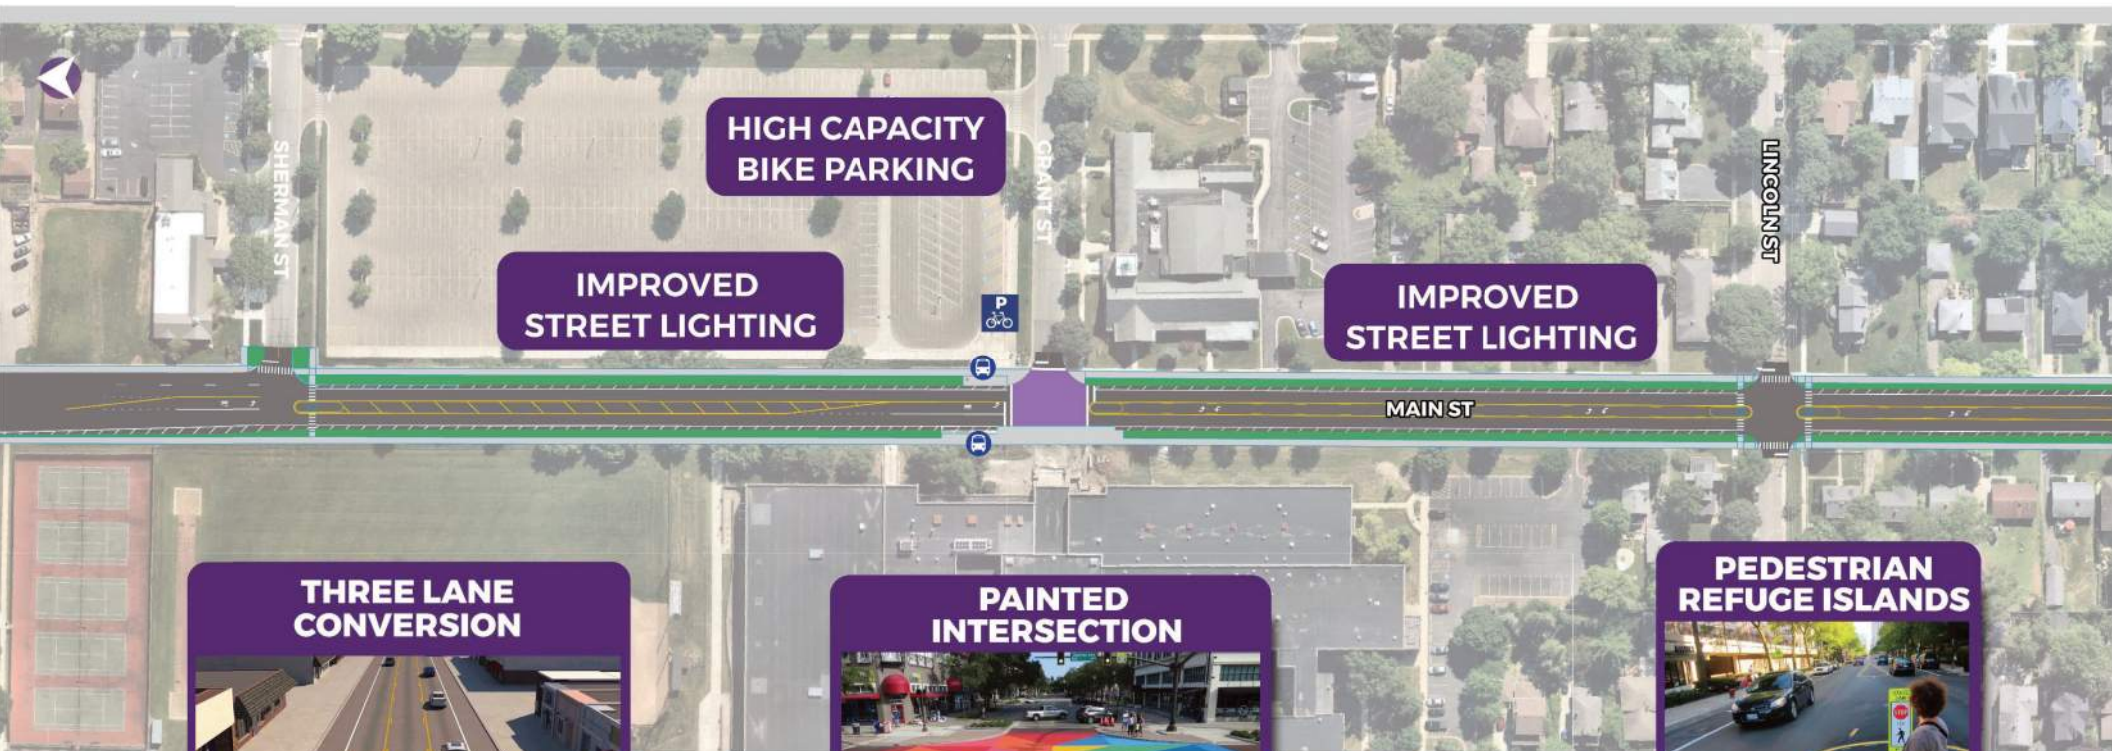 HIGH CAPACITY
BIKE PARKING
SHERMAN ST
GRANT ST
LINCOLN ST
IMPROVED
STREET LIGHTING
IMPROVED
STREET LIGHTING
P
MAIN ST
THREE LANE
CONVERSION
PAINTED
INTERSECTION
PEDESTRIAN
REFUGE ISLANDS
STOP